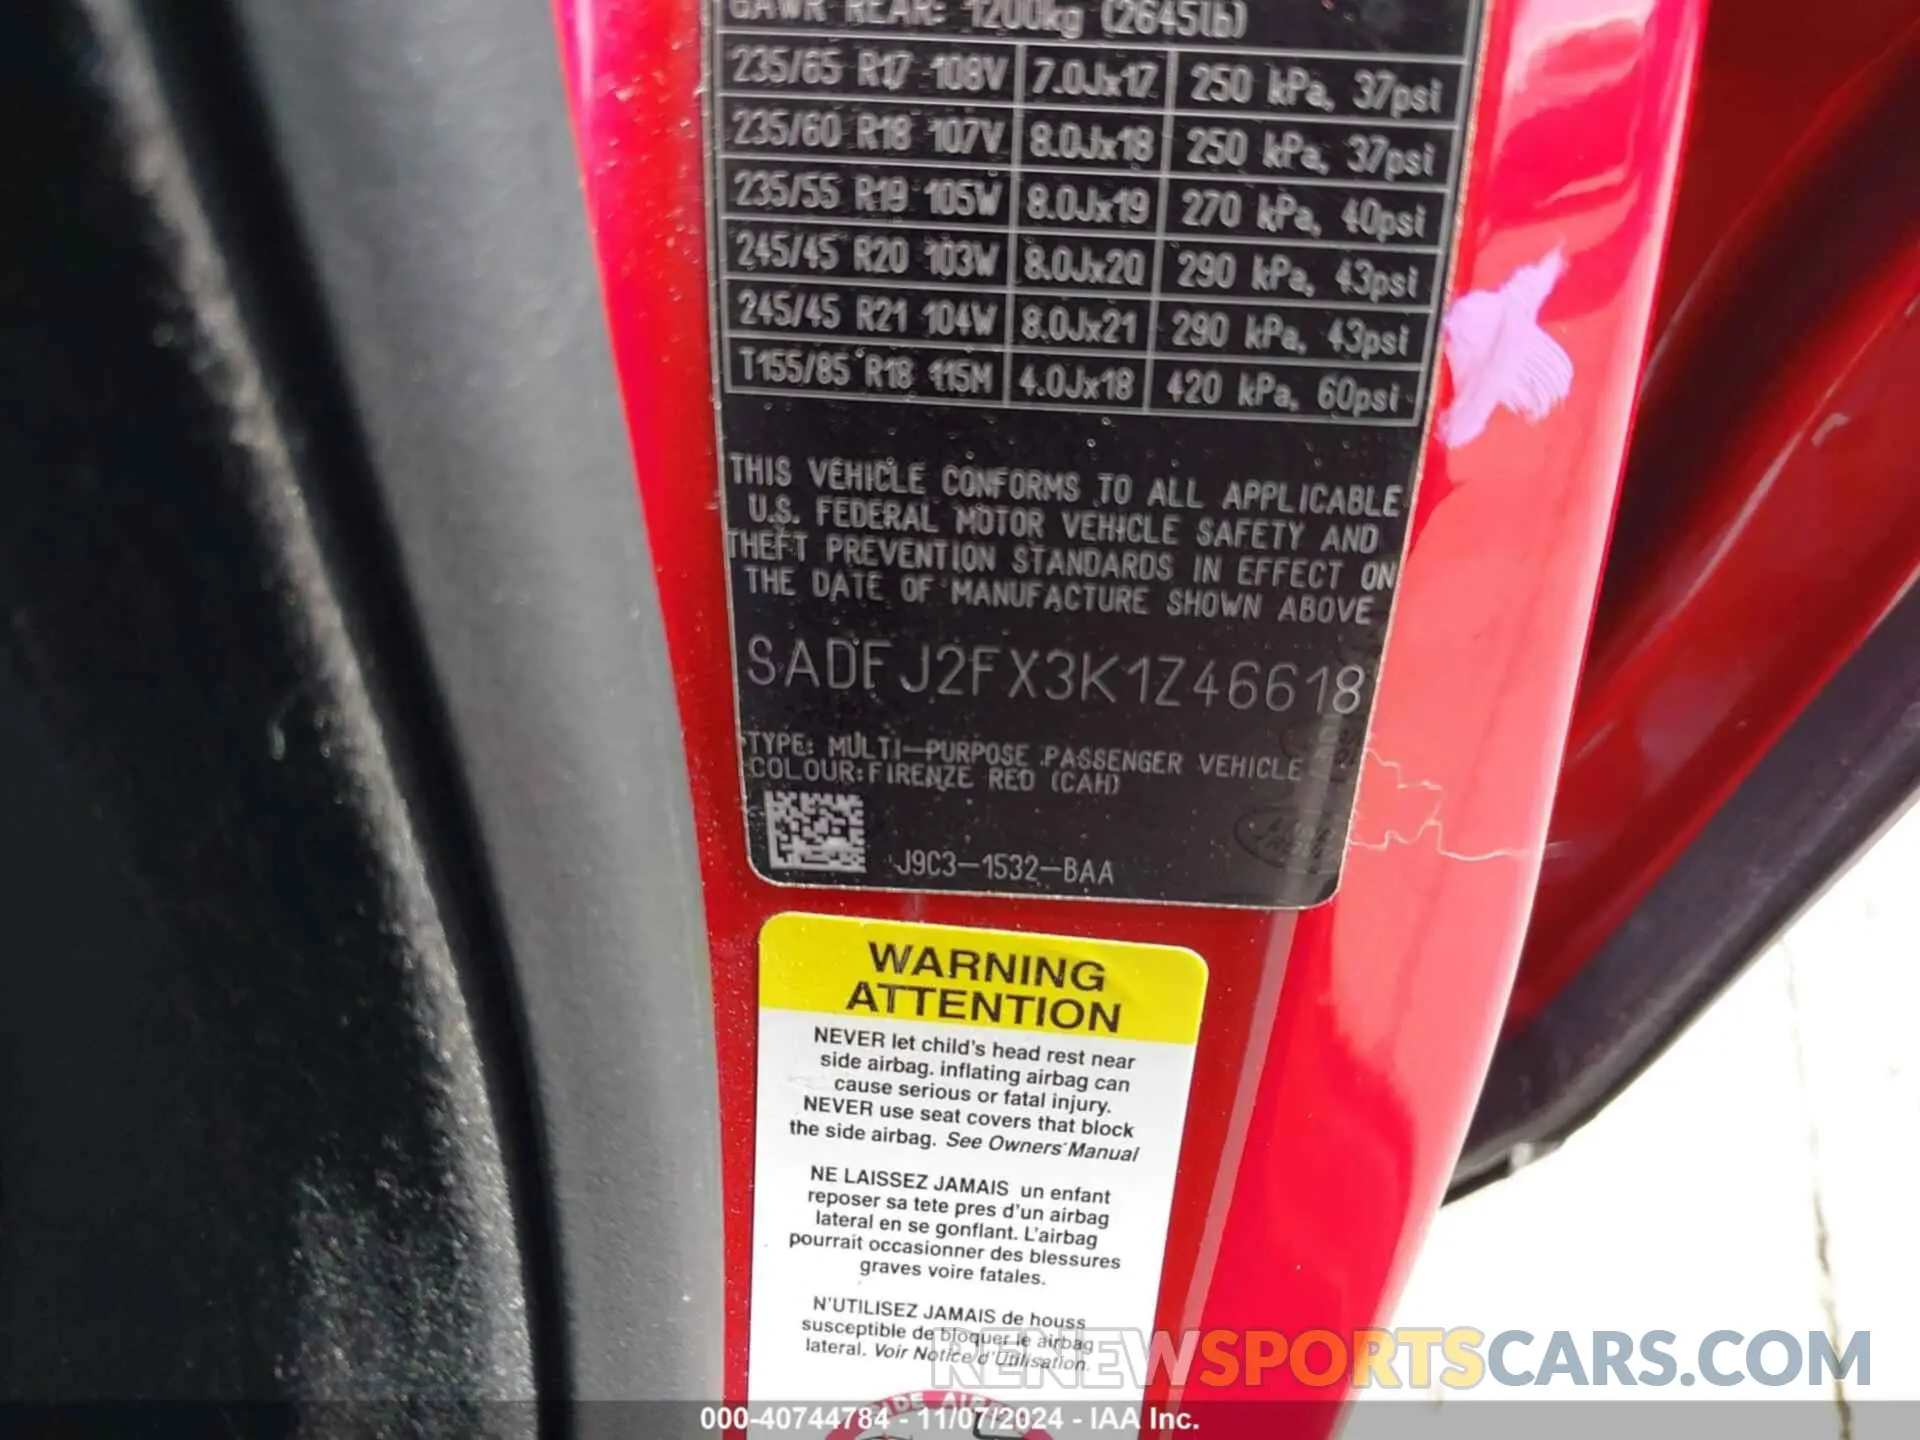 GAWR REAR: 1200kg (2645lb)
235/65 R17 108V 7.0Jx17 250 kPa, 37psi
235/60 R18 107V 8.0Jx18 250 kPa, 37psi
235/55 R19 105W 8.0Jx19 270 kPa, 40psi
245/45 R20 103W 8.0Jx20 290 kPa, 43psi
245/45 R21 104W 8.0Jx21 290 kPa, 43psi
T155/85 R18 115M 4.0Jx18 420 kPa, 60psi
THIS VEHICLE CONFORMS TO ALL APPLICABLE
U.S. FEDERAL MOTOR VEHICLE SAFETY AND
THEFT PREVENTION STANDARDS IN EFFECT ON
THE DATE OF MANUFACTURE SHOWN ABOVE
SADFJ2FX3K1Z46618
TYPE: MULTI-PURPOSE PASSENGER VEHICLE
COLOUR:FIRENZE RED (CAH)
J9C3-1532-BAA
WARNING
ATTENTION
NEVER let child's head rest near
side airbag. inflating airbag can
cause serious or fatal injury.
NEVER use seat covers that block
the side airbag. See Owners' Manual
NE LAISSEZ JAMAIS un enfant
reposer sa tete pres d'un airbag
lateral en se gonflant. L'airbag
pourrait occasionner des blessures
graves voire fatales.
N'UTILISEZ JAMAIS de houss
susceptible de bloquer le airbag
lateral. Voir Notice d'Utilisation.
RENEWSPORTSCARS.COM
000-40744784 - 11/07/2024 - IAA Inc.